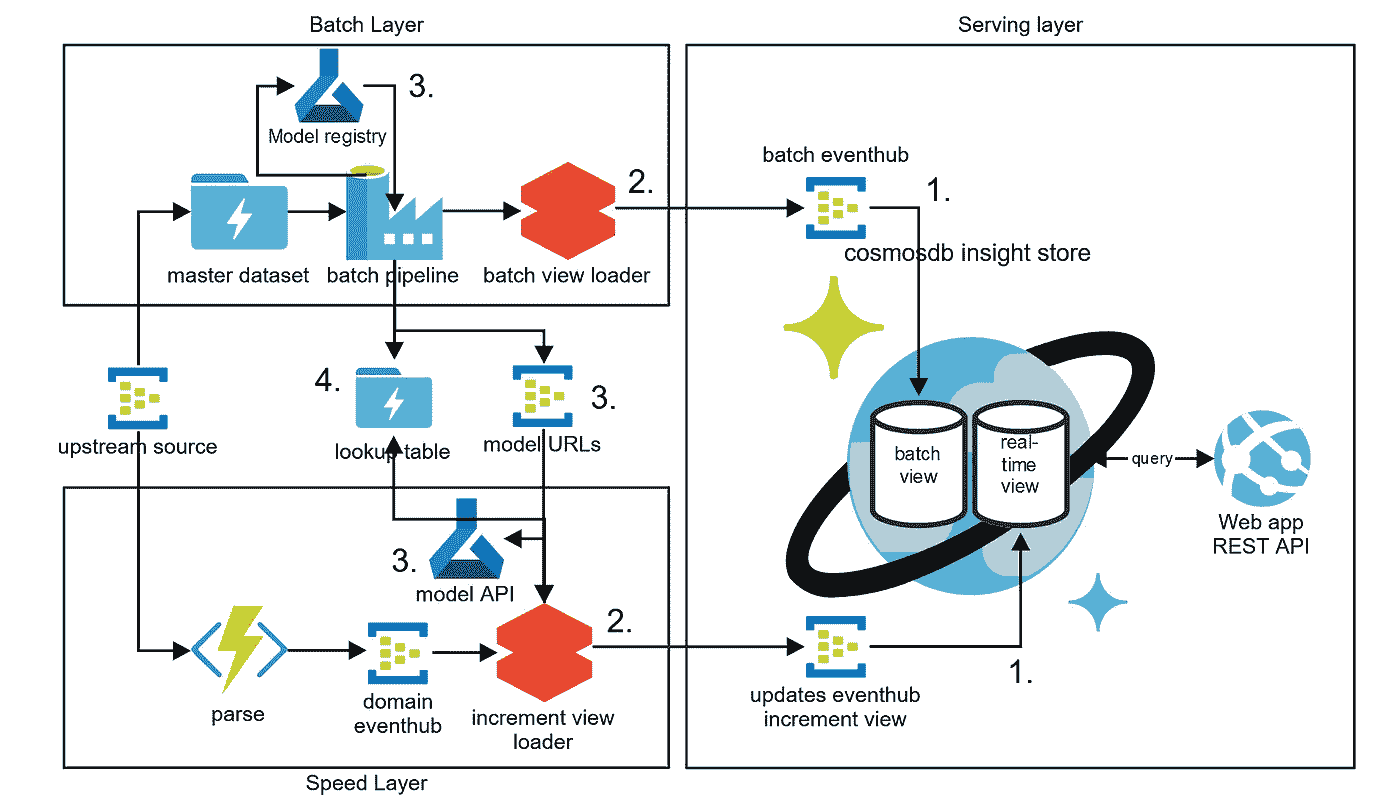 Batch Layer
Serving layer
3.
Model registry
batch eventhub
2.
1.
cosmosdb insight store
master dataset
batch pipeline
batch view loader
4.
3.
upstream source
lookup table
model URLs
batch
view
real-
time
view
query
Web app
REST API
3.
model API
2.
1.
parse
domain
eventhub
increment view
loader
updates eventhub
increment view
Speed Layer